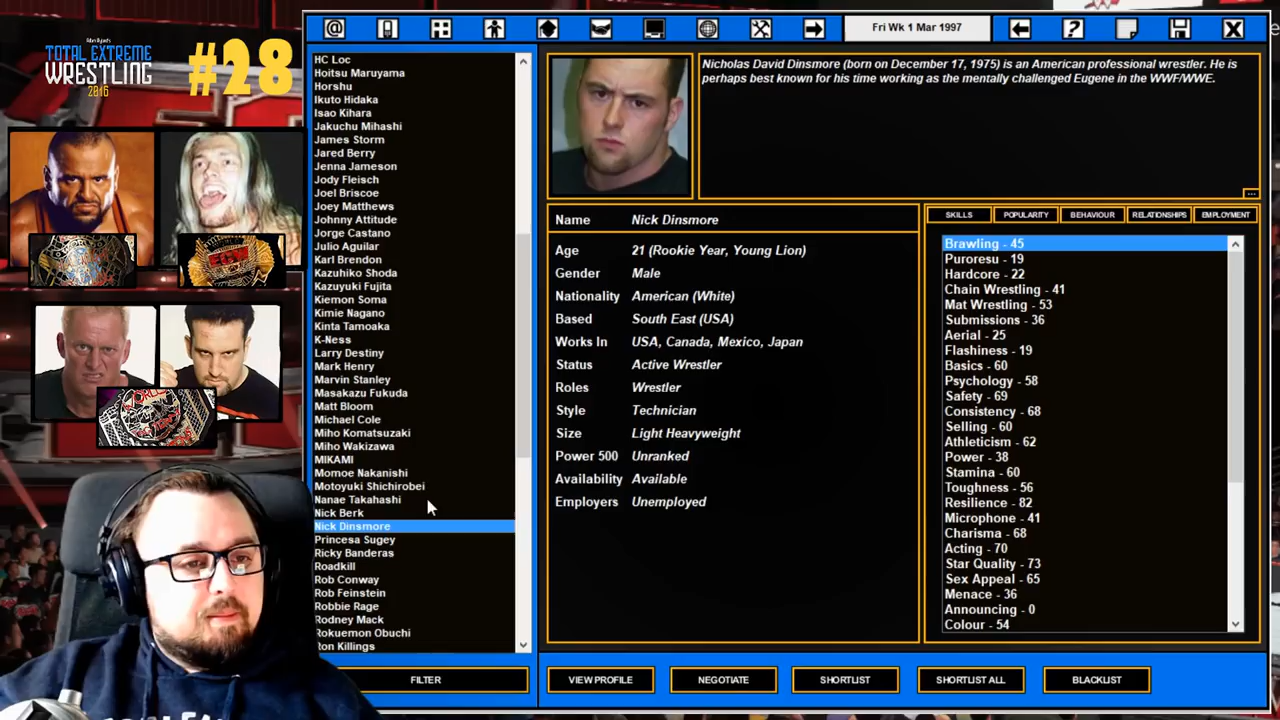 Adam Ryland's
TOTAL EXTREME
WRESTLING
2016
#28
Fri Wk 1 Mar 1997
HC Loc
Hoitsu Maruyama
Horshu
Ikuto Hidaka
Isao Kihara
Jakuchu Mihashi
James Storm
Jared Berry
Jenna Jameson
Jody Fleisch
Joel Briscoe
Joey Matthews
Johnny Attitude
Jorge Castano
Julio Aguilar
Karl Brendon
Kazuhiko Shoda
Kazuyuki Fujita
Kiemon Soma
Kimie Nagano
Kinta Tamoaka
K-Ness
Larry Destiny
Mark Henry
Marvin Stanley
Masakazu Fukuda
Matt Bloom
Michael Cole
Miho Komatsuzaki
Miho Wakizawa
MIKAMI
Momoe Nakanishi
Motoyuki Shichirobei
Nanae Takahashi
Nick Berk
Nick Dinsmore
Princesa Sugey
Ricky Banderas
Roadkill
Rob Conway
Rob Feinstein
Robbie Rage
Rodney Mack
Rokuemon Obuchi
Ron Killings
FILTER
Nicholas David Dinsmore (born on December 17, 1975) is an American professional wrestler. He is
perhaps best known for his time working as the mentally challenged Eugene in the WWF/WWE.
...
Name Nick Dinsmore
Age 21 (Rookie Year, Young Lion)
Gender Male
Nationality American (White)
Based South East (USA)
Works In USA, Canada, Mexico, Japan
Status Active Wrestler
Roles Wrestler
Style Technician
Size Light Heavyweight
Power 500 Unranked
Availability Available
Employers Unemployed
SKILLS POPULARITY BEHAVIOUR RELATIONSHIPS EMPLOYMENT
Brawling - 45
Puroresu - 19
Hardcore - 22
Chain Wrestling - 41
Mat Wrestling - 53
Submissions - 36
Aerial - 25
Flashiness - 19
Basics - 60
Psychology - 58
Safety - 69
Consistency - 68
Selling - 60
Athleticism - 62
Power - 38
Stamina - 60
Toughness - 56
Resilience - 82
Microphone - 41
Charisma - 68
Acting - 70
Star Quality - 73
Sex Appeal - 65
Menace - 36
Announcing - 0
Colour - 54
VIEW PROFILE NEGOTIATE SHORTLIST SHORTLIST ALL BLACKLIST